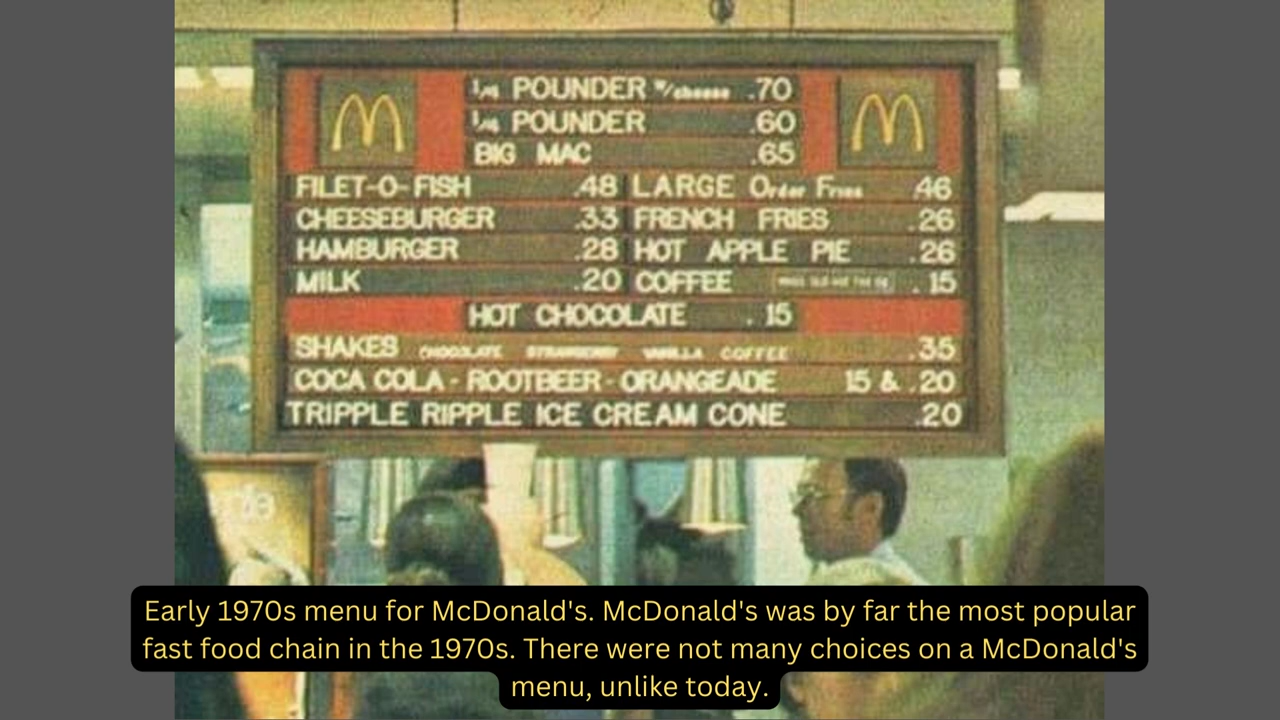 1/4 POUNDER W/cheese .70
1/4 POUNDER .60
BIG MAC .65
FILET-O-FISH .48 LARGE Order Fries .46
CHEESEBURGER .33 FRENCH FRIES .26
HAMBURGER .28 HOT APPLE PIE .26
MILK .20 COFFEE .15
HOT CHOCOLATE .15
SHAKES CHOCOLATE STRAWBERRY VANILLA COFFEE .35
COCA COLA - ROOTBEER - ORANGEADE 15 & .20
TRIPPLE RIPPLE ICE CREAM CONE .20
Early 1970s menu for McDonald's. McDonald's was by far the most popular
fast food chain in the 1970s. There were not many choices on a McDonald's
menu, unlike today.